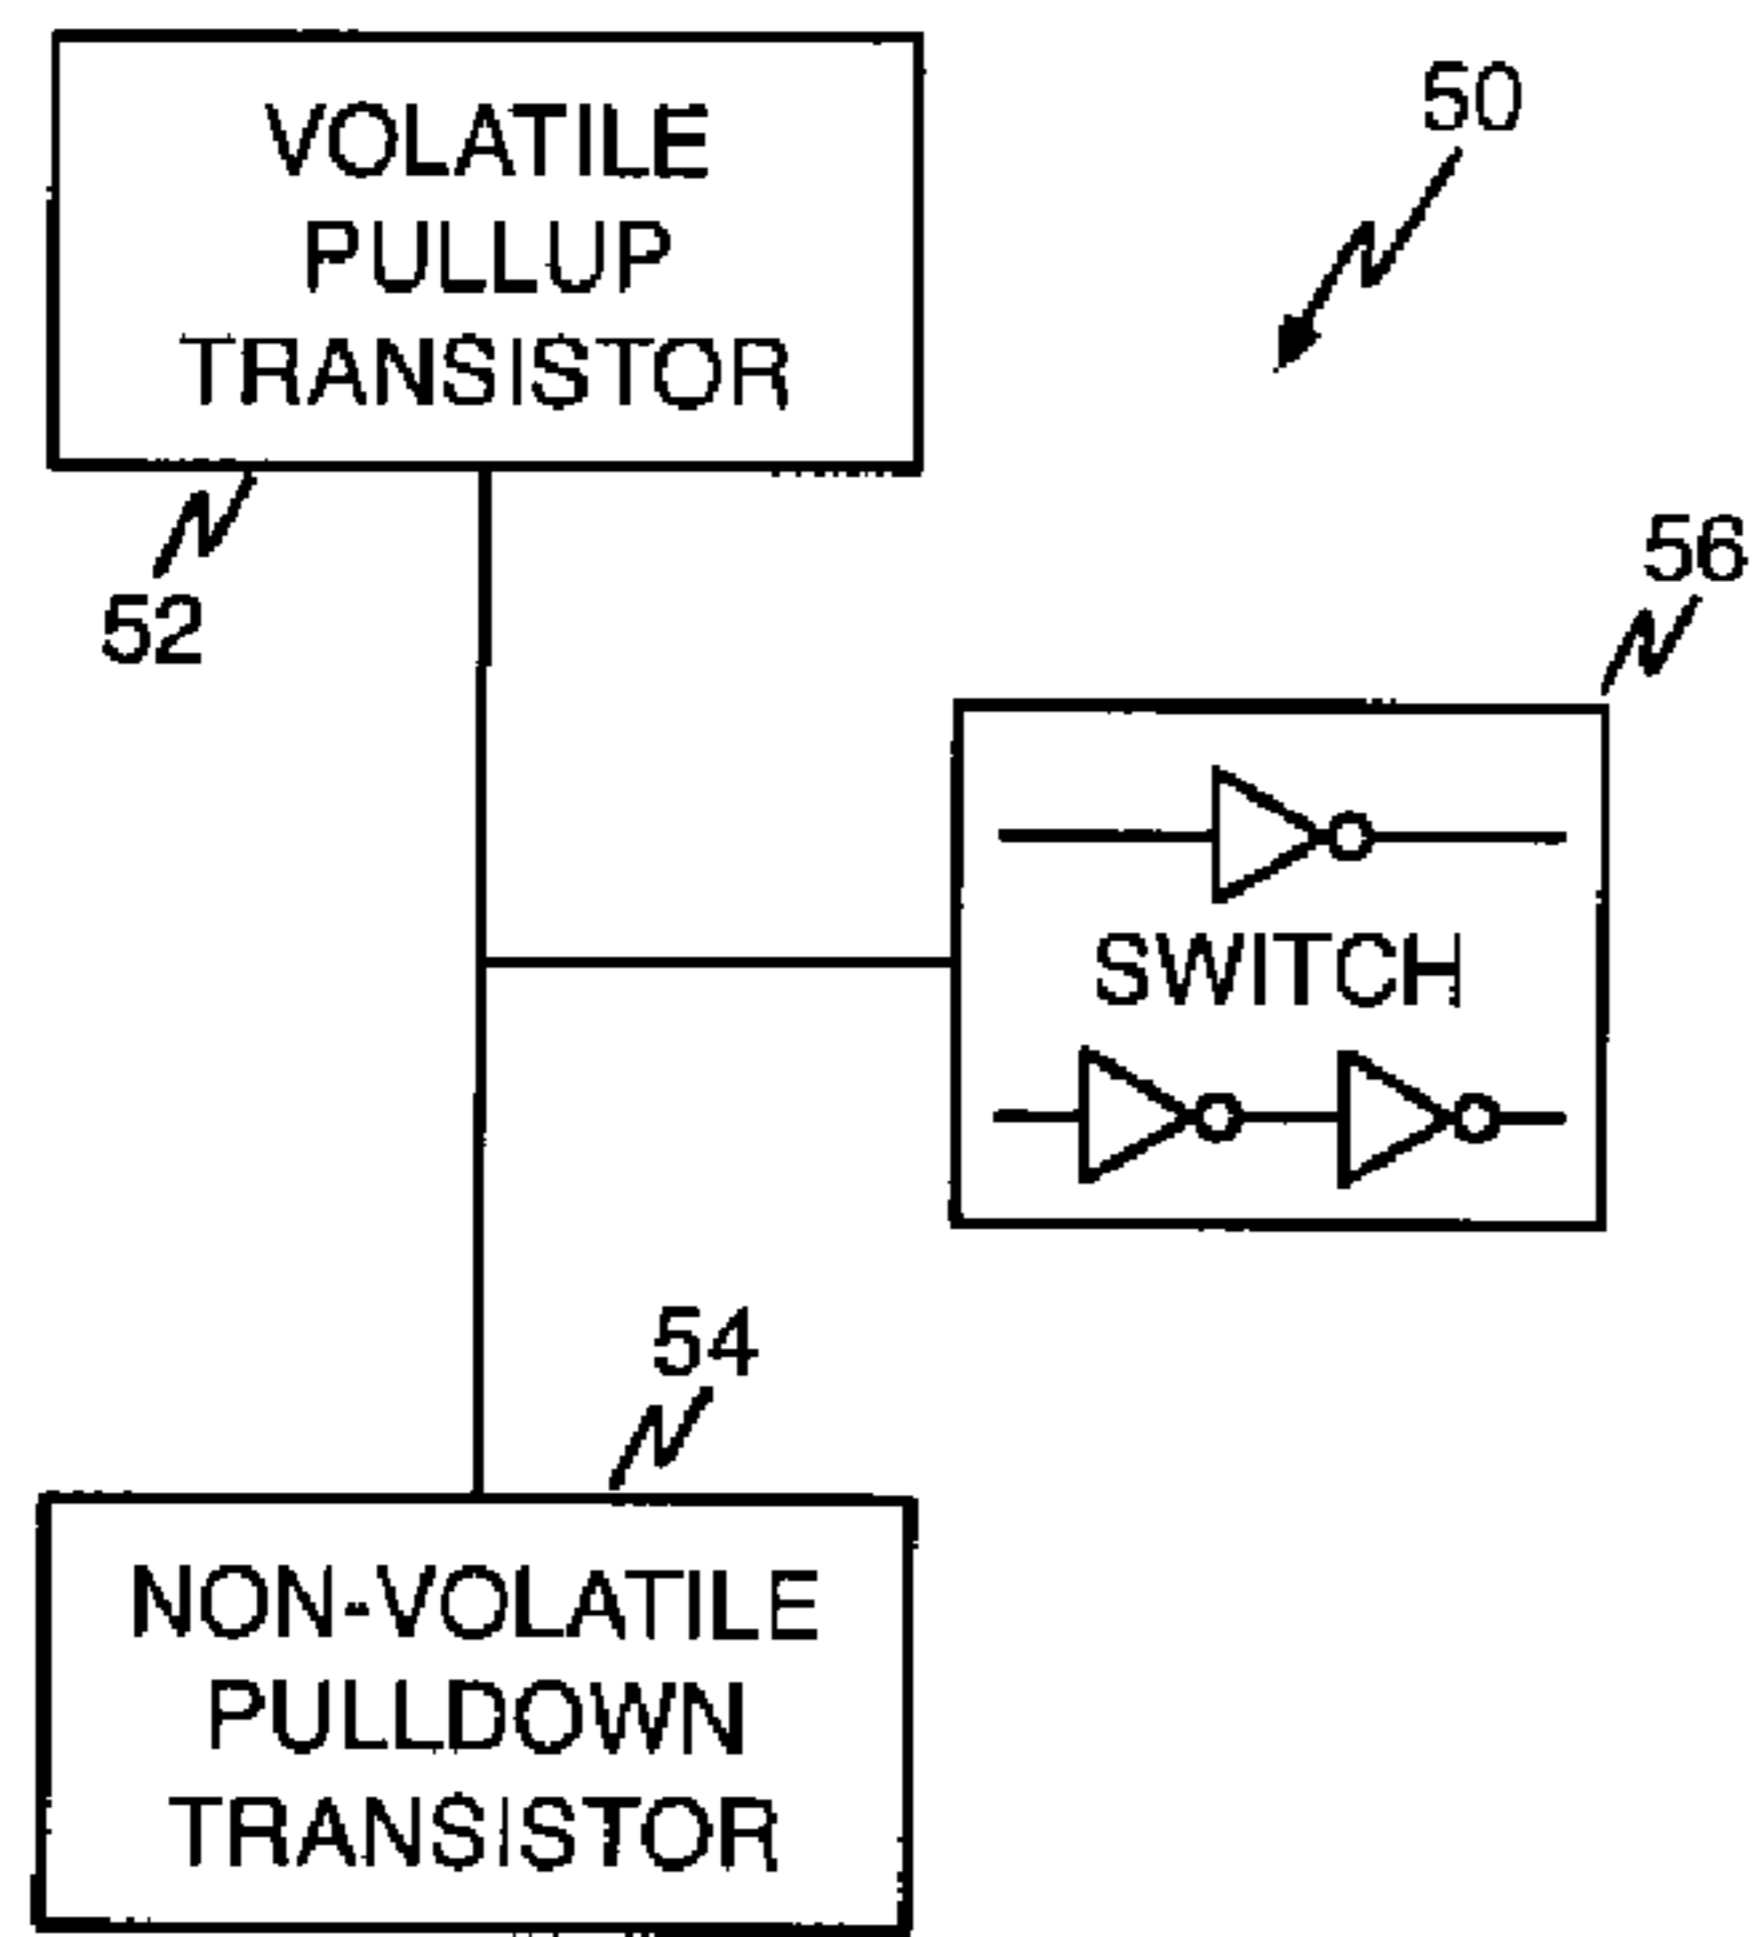 VOLATILE
PULLUP
TRANSISTOR
50
52
56
SWITCH
54
NON-VOLATILE
PULLDOWN
TRANSISTOR